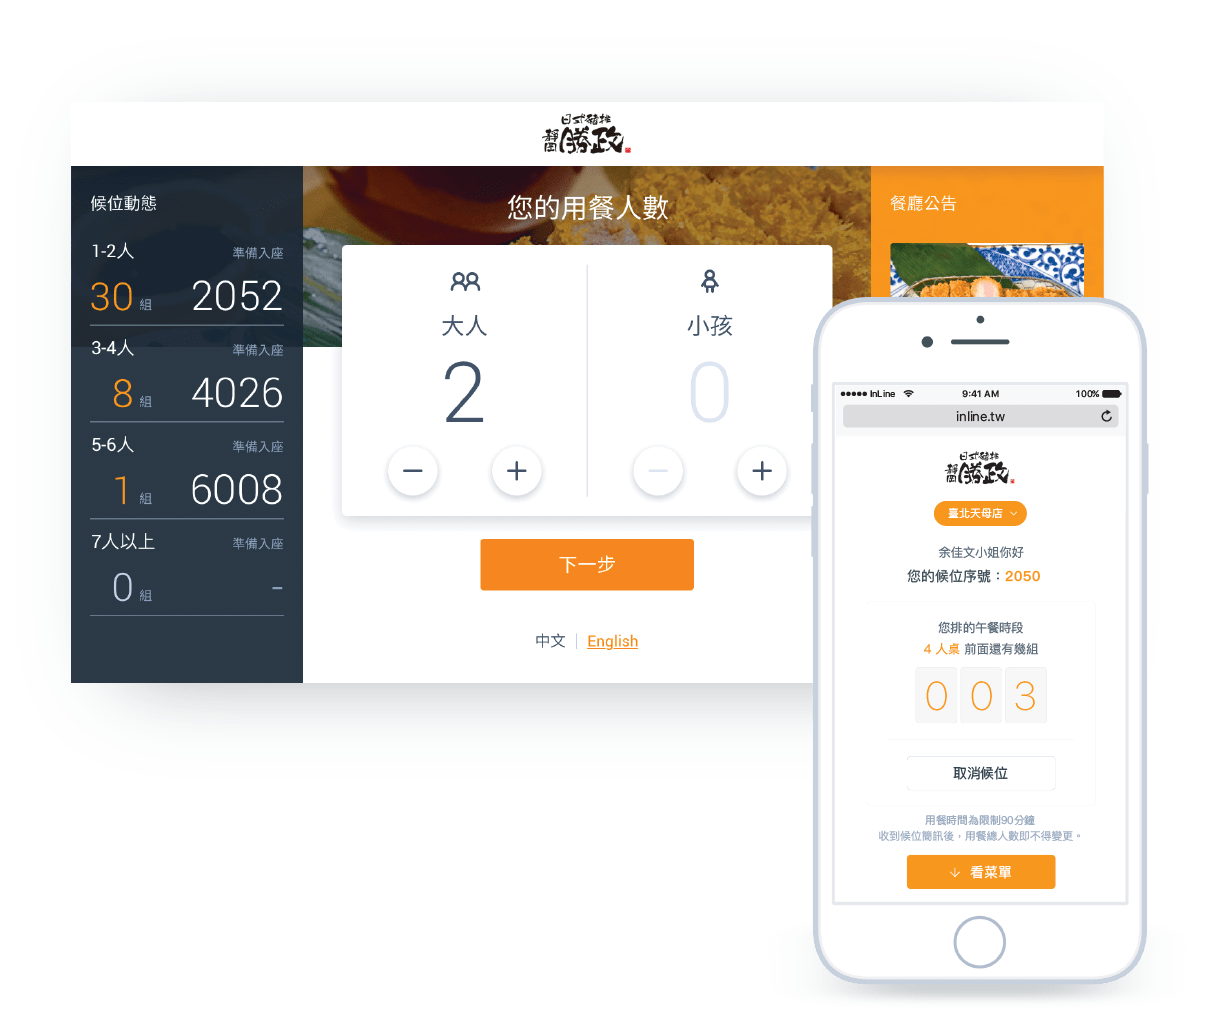 日式豬排
靜岡勝政
候位動態
1-2人 準備入座
30 組 2052
3-4人 準備入座
8 組 4026
5-6人 準備入座
1 組 6008
7人以上 準備入座
0 組 -
您的用餐人數
大人
2
小孩
0
下一步
中文 | English
餐廳公告
InLine 9:41 AM 100%
inline.tw
日式豬排
靜岡勝政
臺北天母店
余佳文小姐你好
您的候位序號：2050
您排的午餐時段
4 人桌 前面還有幾組
0 0 3
取消候位
用餐時間為限制90分鐘
收到候位簡訊後，用餐總人數即不得變更。
看菜單